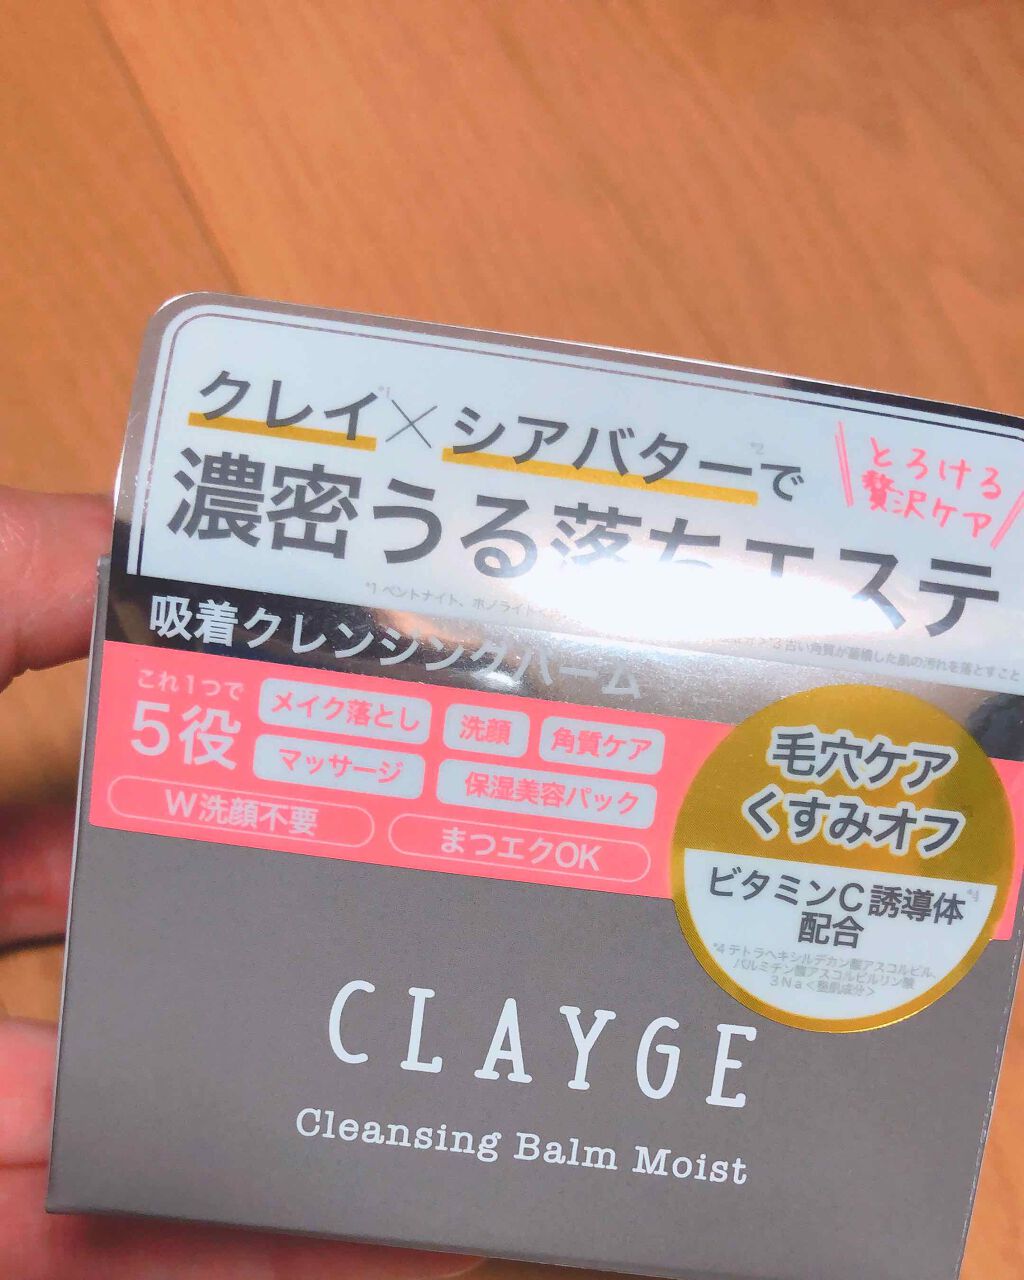 クレイ*1×シアバター*2で
とろける
贅沢ケア
濃密うる落ちエステ
*1 ベントナイト、ホノライト
*3 古い角質が蓄積した肌の汚れを落とすこと
吸着クレンジングバーム
これ1つで
5役
メイク落とし 洗顔 角質ケア
マッサージ 保湿美容パック
W洗顔不要 まつエクOK
毛穴ケア
くすみオフ
ビタミンC誘導体*4
配合
*4 テトラヘキシルデカン酸アスコルビル、
パルミチン酸アスコルビルリン酸
3Na<整肌成分>
CLAYGE
Cleansing Balm Moist